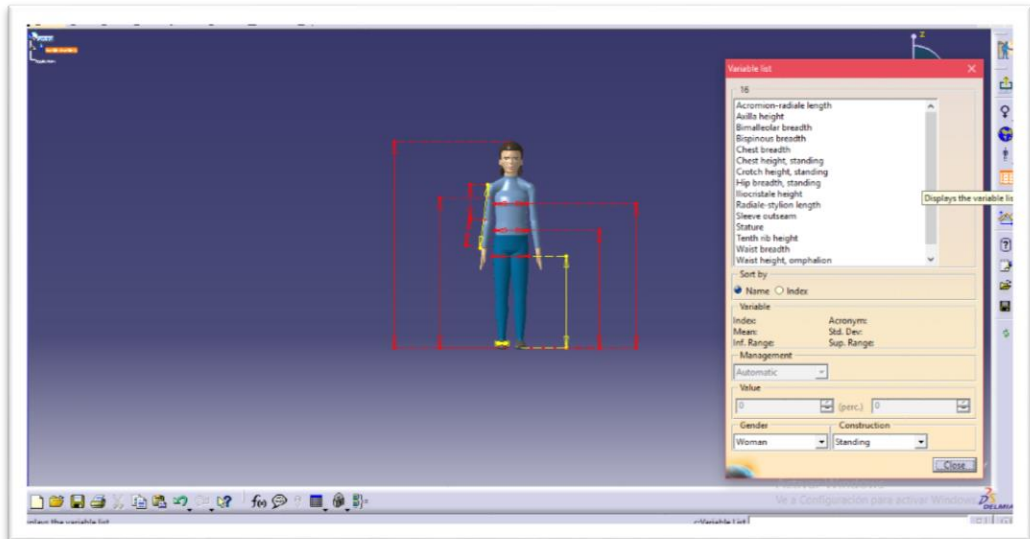 Variable list
16
Acromion-radiale length
Axilla height
Bimalleolar breadth
Bispinous breadth
Chest breadth
Chest height, standing
Crotch height, standing
Hip breadth, standing
Iliocristale height
Radiale-stylion length
Sleeve outseam
Stature
Tenth rib height
Waist breadth
Waist height, omphalion
Displays the variable lis
Sort by
Name Index
Variable
Index: Acronym:
Mean: Std. Dev:
Inf. Range: Sup. Range:
Management
Automatic
Value
0 (perc.) 0
Gender Construction
Woman Standing
Close
Ve a Configuración para activar Windows
DELMIA
f(x)
plays the variable list
c:Variable List
z